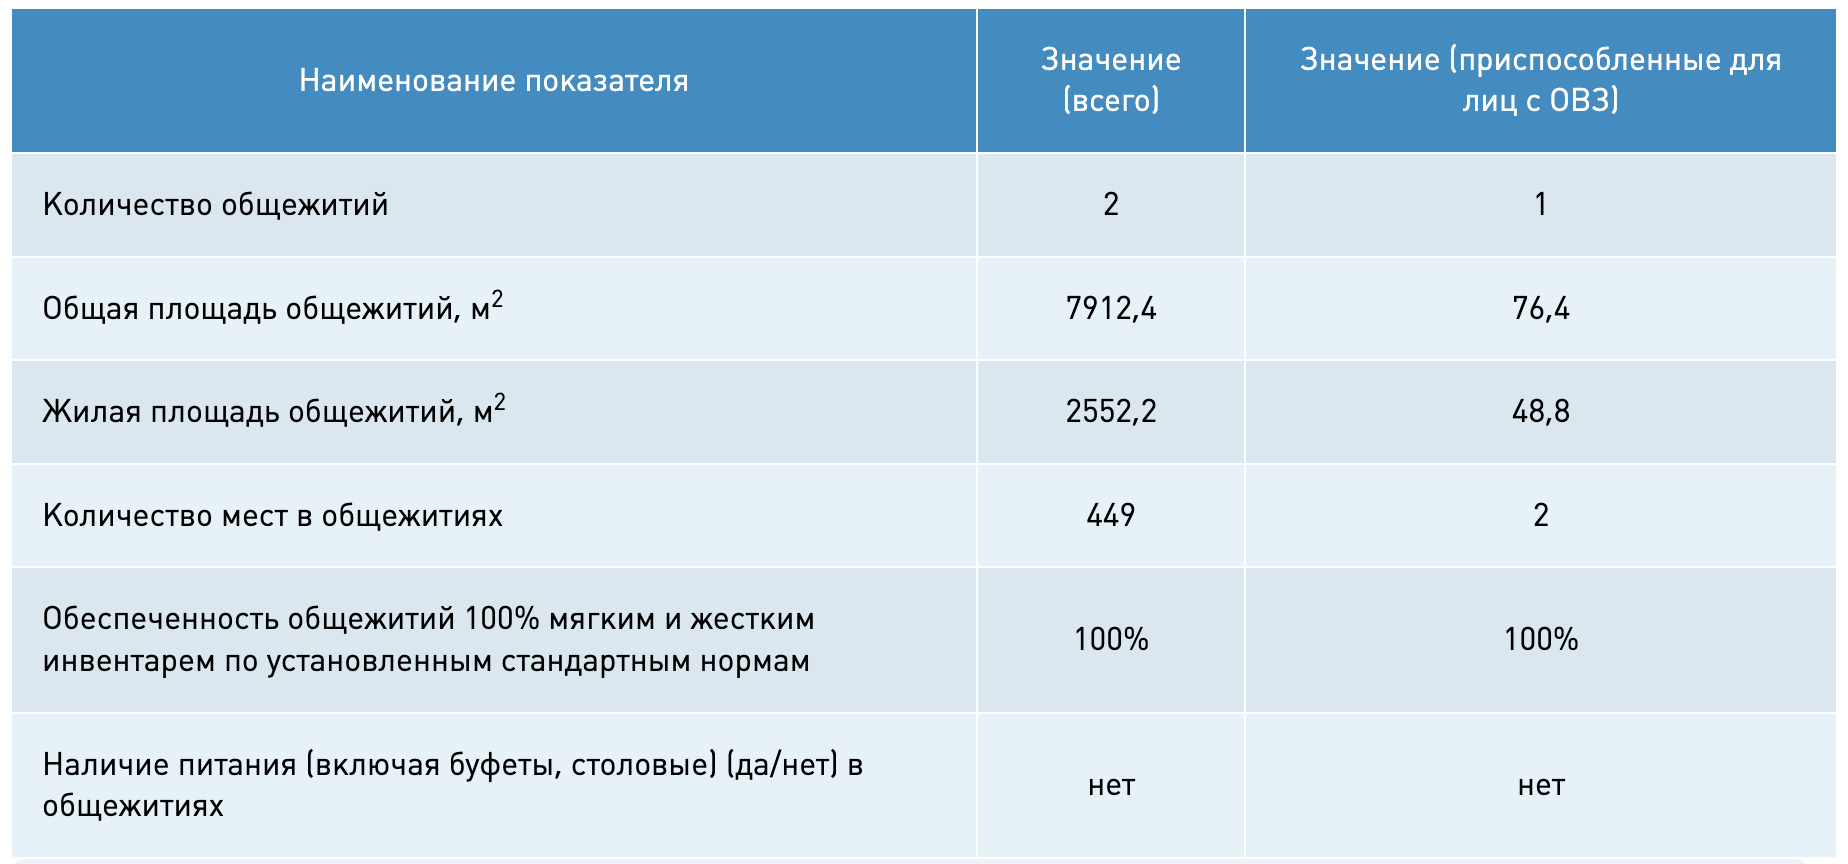 Наименование показателя
Значение
(всего)
Значение (приспособленные для
лиц с ОВЗ)
Количество общежитий
2
1
Общая площадь общежитий, м²
7912,4
76,4
Жилая площадь общежитий, м²
2552,2
48,8
Количество мест в общежитиях
449
2
Обеспеченность общежитий 100% мягким и жестким
инвентарем по установленным стандартным нормам
100%
100%
Наличие питания (включая буфеты, столовые) (да/нет) в
общежитиях
нет
нет